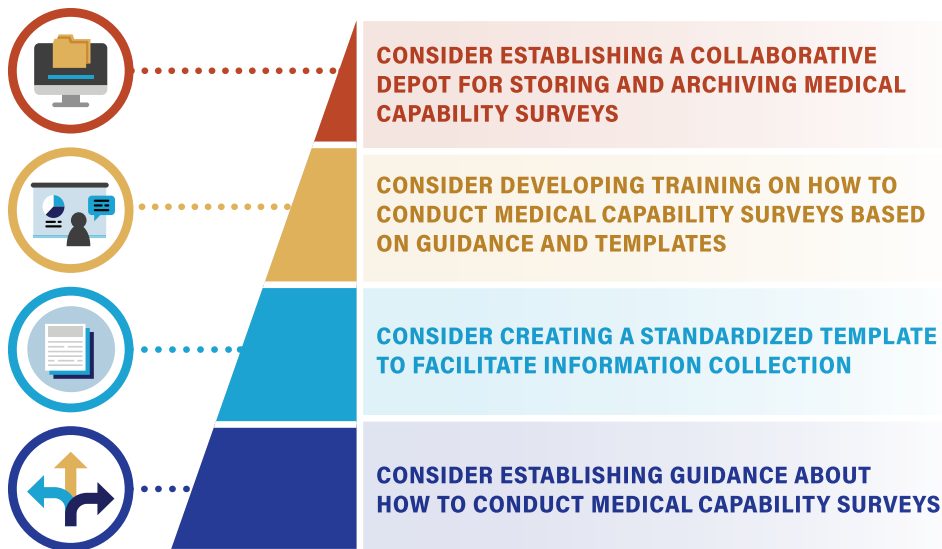 CONSIDER ESTABLISHING A COLLABORATIVE
DEPOT FOR STORING AND ARCHIVING MEDICAL
CAPABILITY SURVEYS
CONSIDER DEVELOPING TRAINING ON HOW TO
CONDUCT MEDICAL CAPABILITY SURVEYS BASED
ON GUIDANCE AND TEMPLATES
CONSIDER CREATING A STANDARDIZED TEMPLATE
TO FACILITATE INFORMATION COLLECTION
CONSIDER ESTABLISHING GUIDANCE ABOUT
HOW TO CONDUCT MEDICAL CAPABILITY SURVEYS